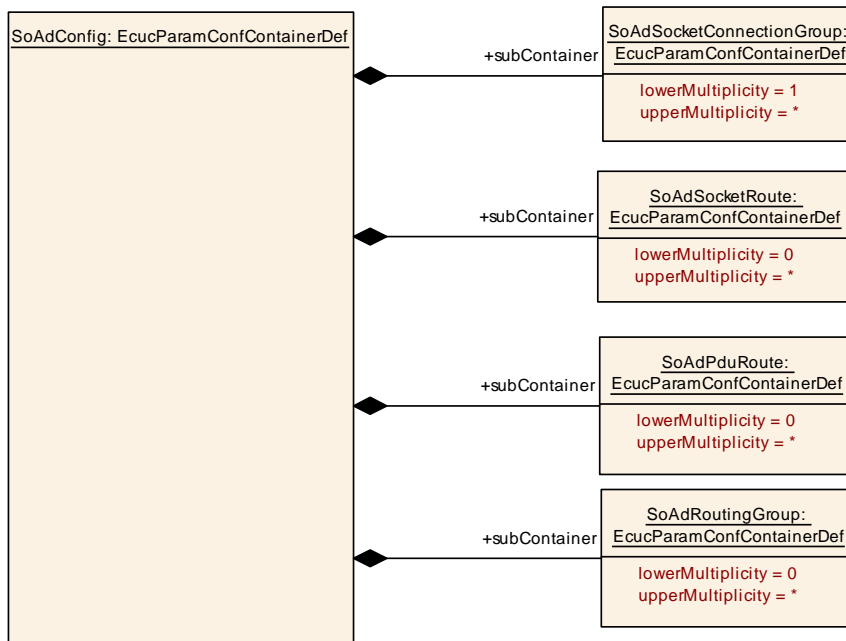 SoAdConfig: EcucParamConfContainerDef
+subContainer
SoAdSocketConnectionGroup:
EcucParamConfContainerDef
lowerMultiplicity = 1
upperMultiplicity = *
+subContainer
SoAdSocketRoute:
EcucParamConfContainerDef
lowerMultiplicity = 0
upperMultiplicity = *
+subContainer
SoAdPduRoute:
EcucParamConfContainerDef
lowerMultiplicity = 0
upperMultiplicity = *
+subContainer
SoAdRoutingGroup:
EcucParamConfContainerDef
lowerMultiplicity = 0
upperMultiplicity = *